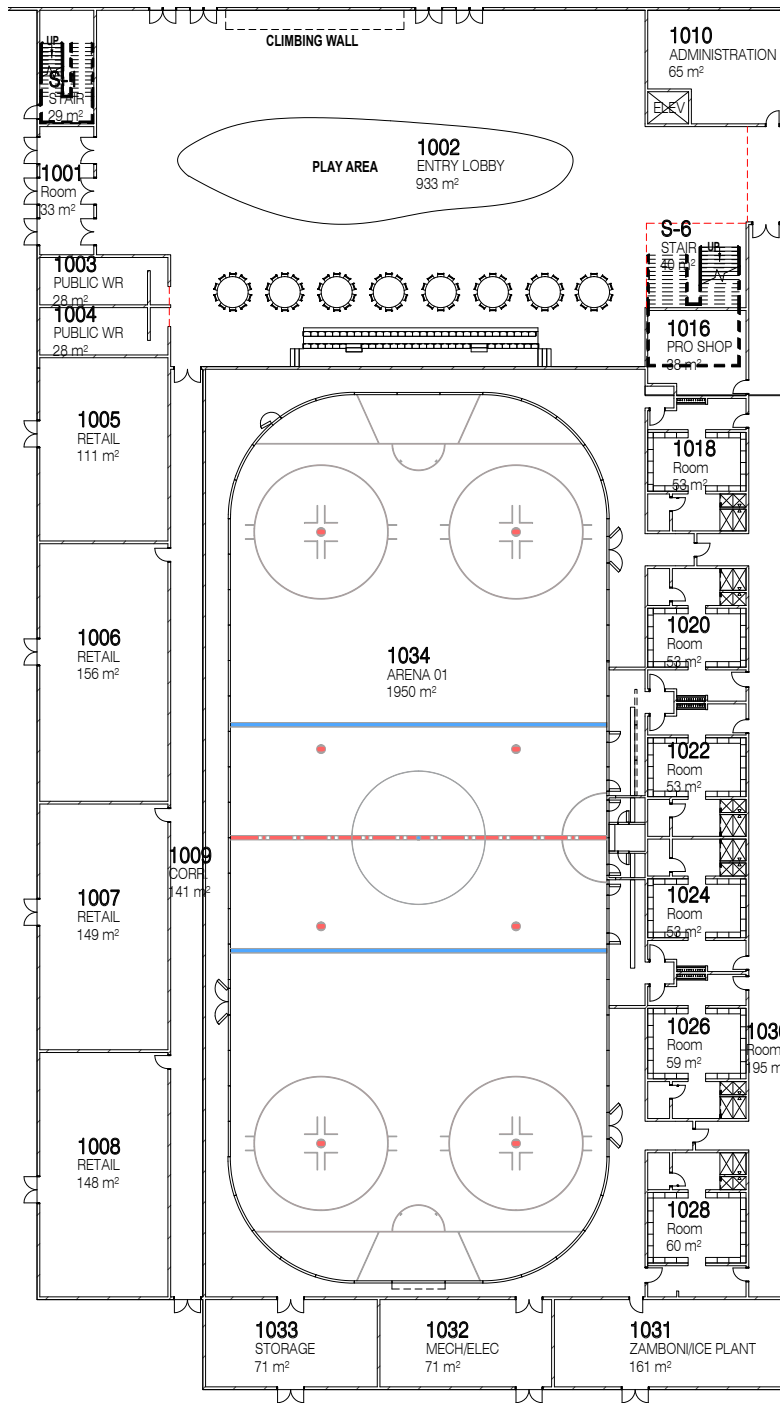 CLIMBING WALL
1010
ADMINISTRATION
65 m²
ELEV
UP
S-
STAIR
29 m²
1002
ENTRY LOBBY
933 m²
PLAY AREA
1001
Room
33 m²
S-6
STAIR
40 m²
UP
1003
PUBLIC WR
28 m²
1004
PUBLIC WR
28 m²
1016
PRO SHOP
38 m²
1005
RETAIL
111 m²
1018
Room
53 m²
1006
RETAIL
156 m²
1020
Room
53 m²
1034
ARENA 01
1950 m²
1022
Room
53 m²
1009
CORR.
141 m²
1007
RETAIL
149 m²
1024
Room
53 m²
1026
Room
59 m²
Room
195 m
1008
RETAIL
148 m²
1028
Room
60 m²
1033
STORAGE
71 m²
1032
MECH/ELEC
71 m²
1031
ZAMBONI/ICE PLANT
161 m²